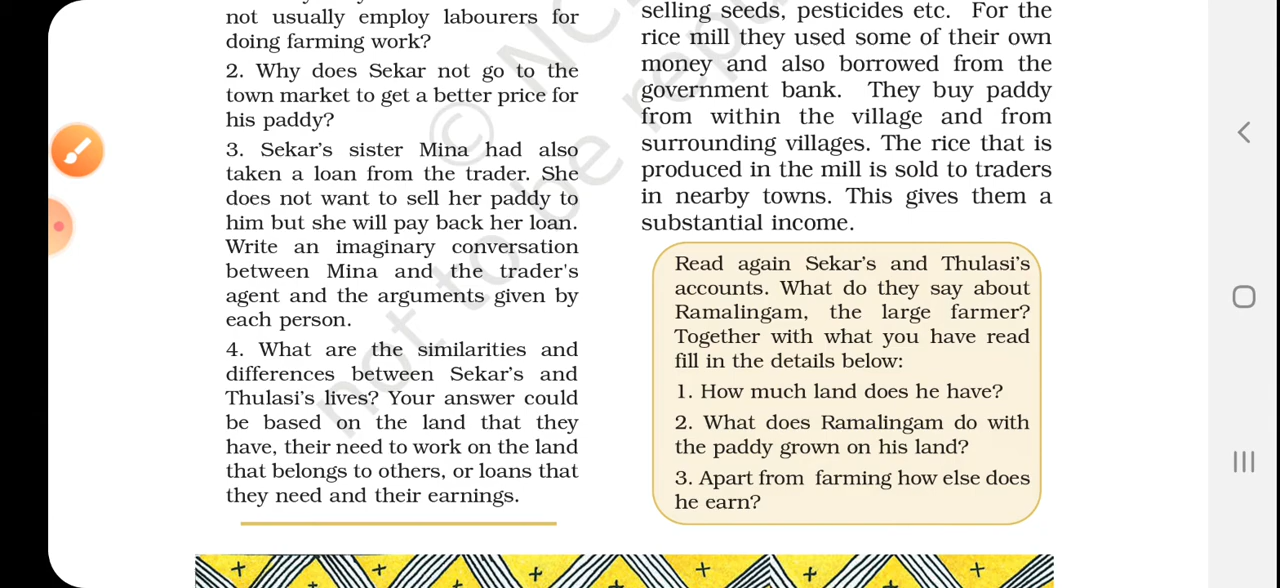 not usually employ labourers for
doing farming work?
2. Why does Sekar not go to the
town market to get a better price for
his paddy?
3. Sekar's sister Mina had also
taken a loan from the trader. She
does not want to sell her paddy to
him but she will pay back her loan.
Write an imaginary conversation
between Mina and the trader's
agent and the arguments given by
each person.
4. What are the similarities and
differences between Sekar's and
Thulasi's lives? Your answer could
be based on the land that they
have, their need to work on the land
that belongs to others, or loans that
they need and their earnings.
selling seeds, pesticides etc. For the
rice mill they used some of their own
money and also borrowed from the
government bank. They buy paddy
from within the village and from
surrounding villages. The rice that is
produced in the mill is sold to traders
in nearby towns. This gives them a
substantial income.
Read again Sekar's and Thulasi's
accounts. What do they say about
Ramalingam, the large farmer?
Together with what you have read
fill in the details below:
1. How much land does he have?
2. What does Ramalingam do with
the paddy grown on his land?
3. Apart from farming how else does
he earn?
not to be